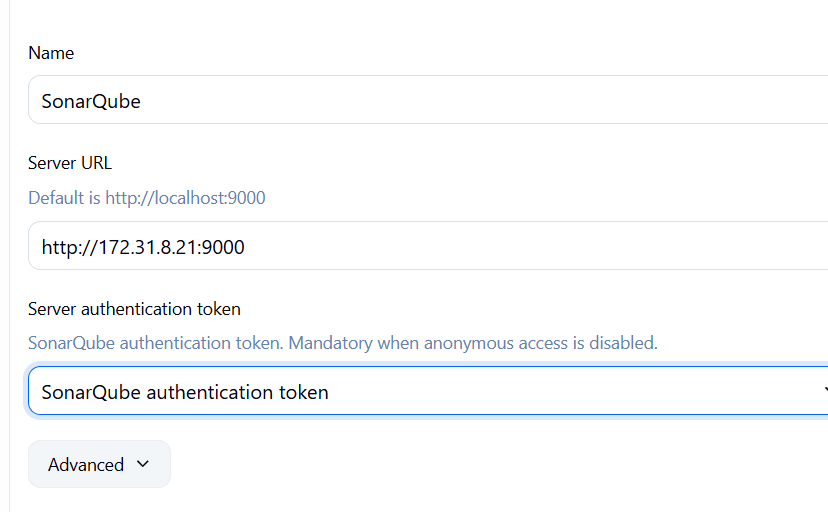 Name
SonarQube
Server URL
Default is http://localhost:9000
http://172.31.8.21:9000
Server authentication token
SonarQube authentication token. Mandatory when anonymous access is disabled.
SonarQube authentication token
Advanced